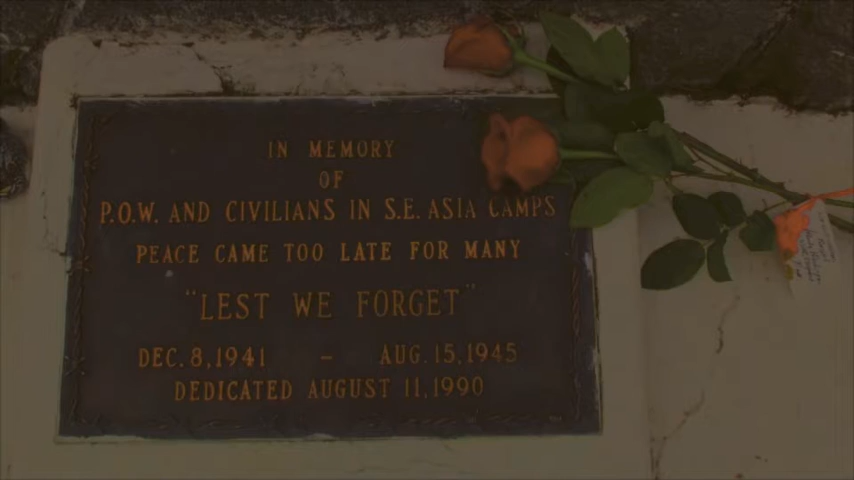 IN MEMORY
OF
P.O.W. AND CIVILIANS IN S.E. ASIA CAMPS
PEACE CAME TOO LATE FOR MANY
"LEST WE FORGET"
DEC. 8, 1941 - AUG. 15, 1945
DEDICATED AUGUST 11, 1990